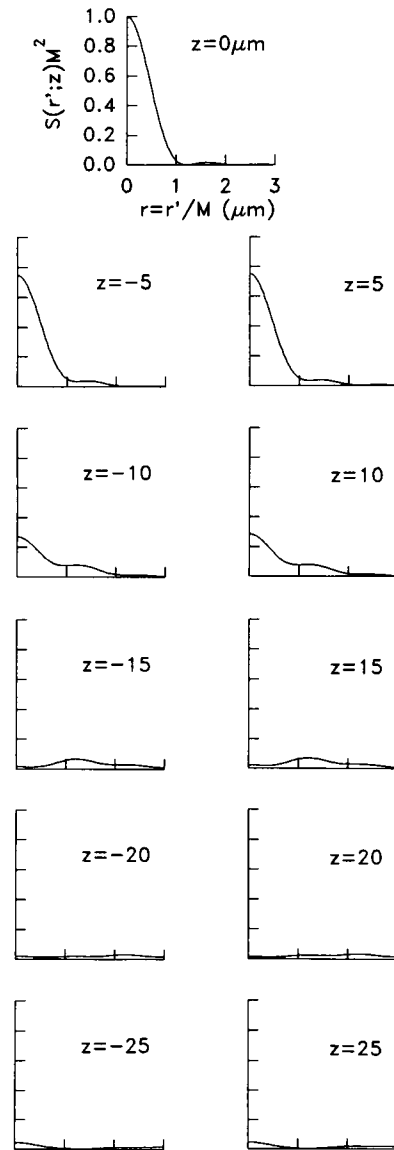 S(r';z)M²
1.0
0.8
0.6
0.4
0.2
0.0
z=0μm
0 1 2 3
r=r'/M (μm)
z=−5
z=5
z=−10
z=10
z=−15
z=15
z=−20
z=20
z=−25
z=25